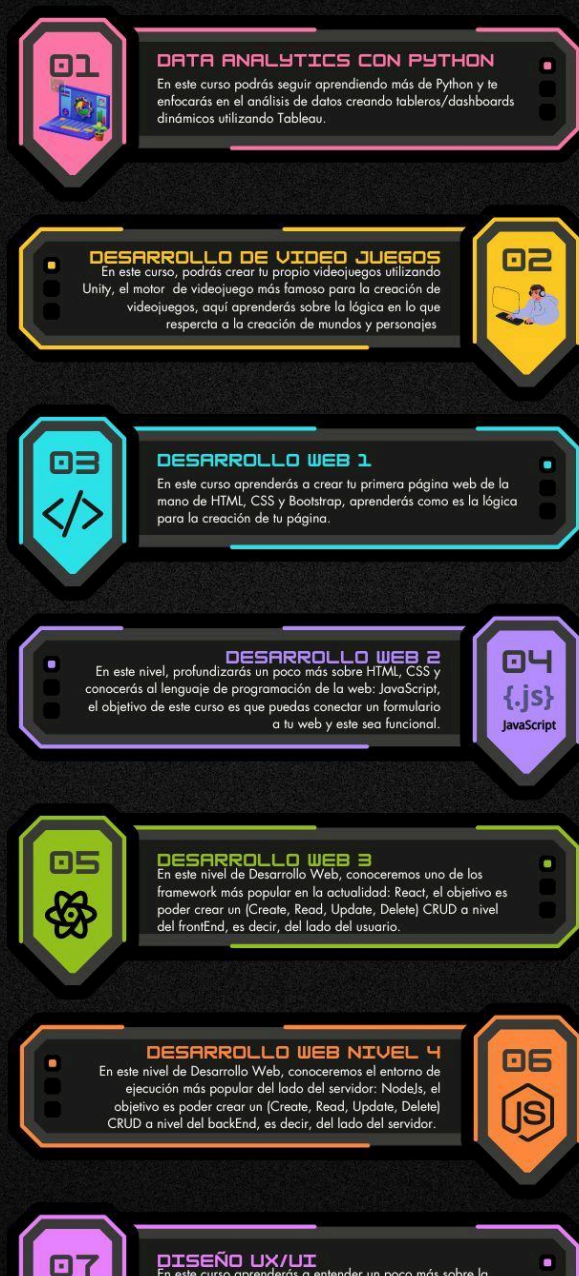 01
DATA ANALYTICS CON PYTHON
En este curso podrás seguir aprendiendo más de Python y te
enfocarás en el análisis de datos creando tableros/dashboards
dinámicos utilizando Tableau.
DESARROLLO DE VIDEO JUEGOS
02
En este curso, podrás crear tu propio videojuegos utilizando
Unity, el motor de videojuego más famoso para la creación de
videojuegos, aquí aprenderás sobre la lógica en lo que
respercta a la creación de mundos y personajes
03
</>
DESARROLLO WEB 1
En este curso aprenderás a crear tu primera página web de la
mano de HTML, CSS y Bootstrap, aprenderás como es la lógica
para la creación de tu página.
DESARROLLO WEB 2
04
{.js}
JavaScript
En este nivel, profundizarás un poco más sobre HTML, CSS y
conocerás al lenguaje de programación de la web: JavaScript,
el objetivo de este curso es que puedas conectar un formulario
a tu web y este sea funcional.
05
DESARROLLO WEB 3
En este nivel de Desarrollo Web, conoceremos uno de los
framework más popular en la actualidad: React, el objetivo es
poder crear un (Create, Read, Update, Delete) CRUD a nivel
del frontEnd, es decir, del lado del usuario.
DESARROLLO WEB NIVEL 4
06
JS
En este nivel de Desarrollo Web, conoceremos el entorno de
ejecución más popular del lado del servidor: NodeJs, el
objetivo es poder crear un (Create, Read, Update, Delete)
CRUD a nivel del backEnd, es decir, del lado del servidor.
07
DISEÑO UX/UI
En este curso aprenderás a entender un poco más sobre la